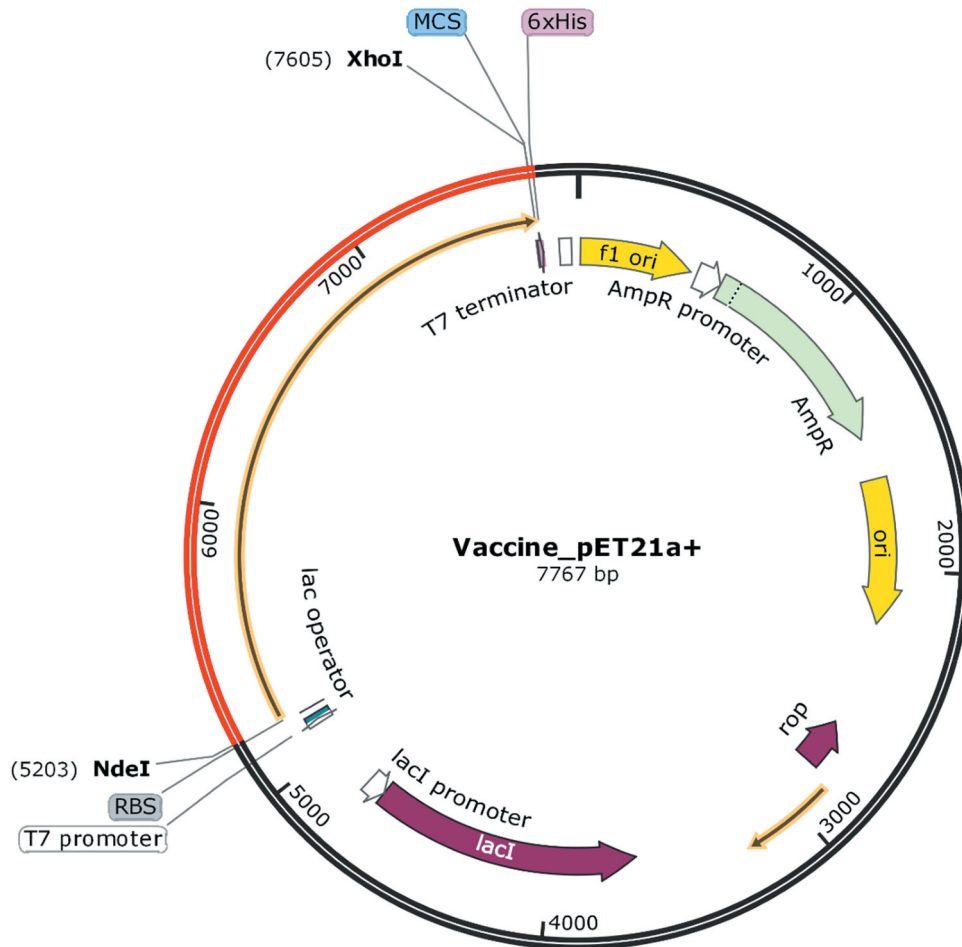 MCS
6xHis
(7605) XhoI
7000
T7 terminator
f1 ori
AmpR promoter
1000
AmpR
6000
ori
2000
Vaccine_pET21a+
7767 bp
lac operator
rop
(5203) NdeI
RBS
T7 promoter
5000
lacI promoter
lacI
3000
4000